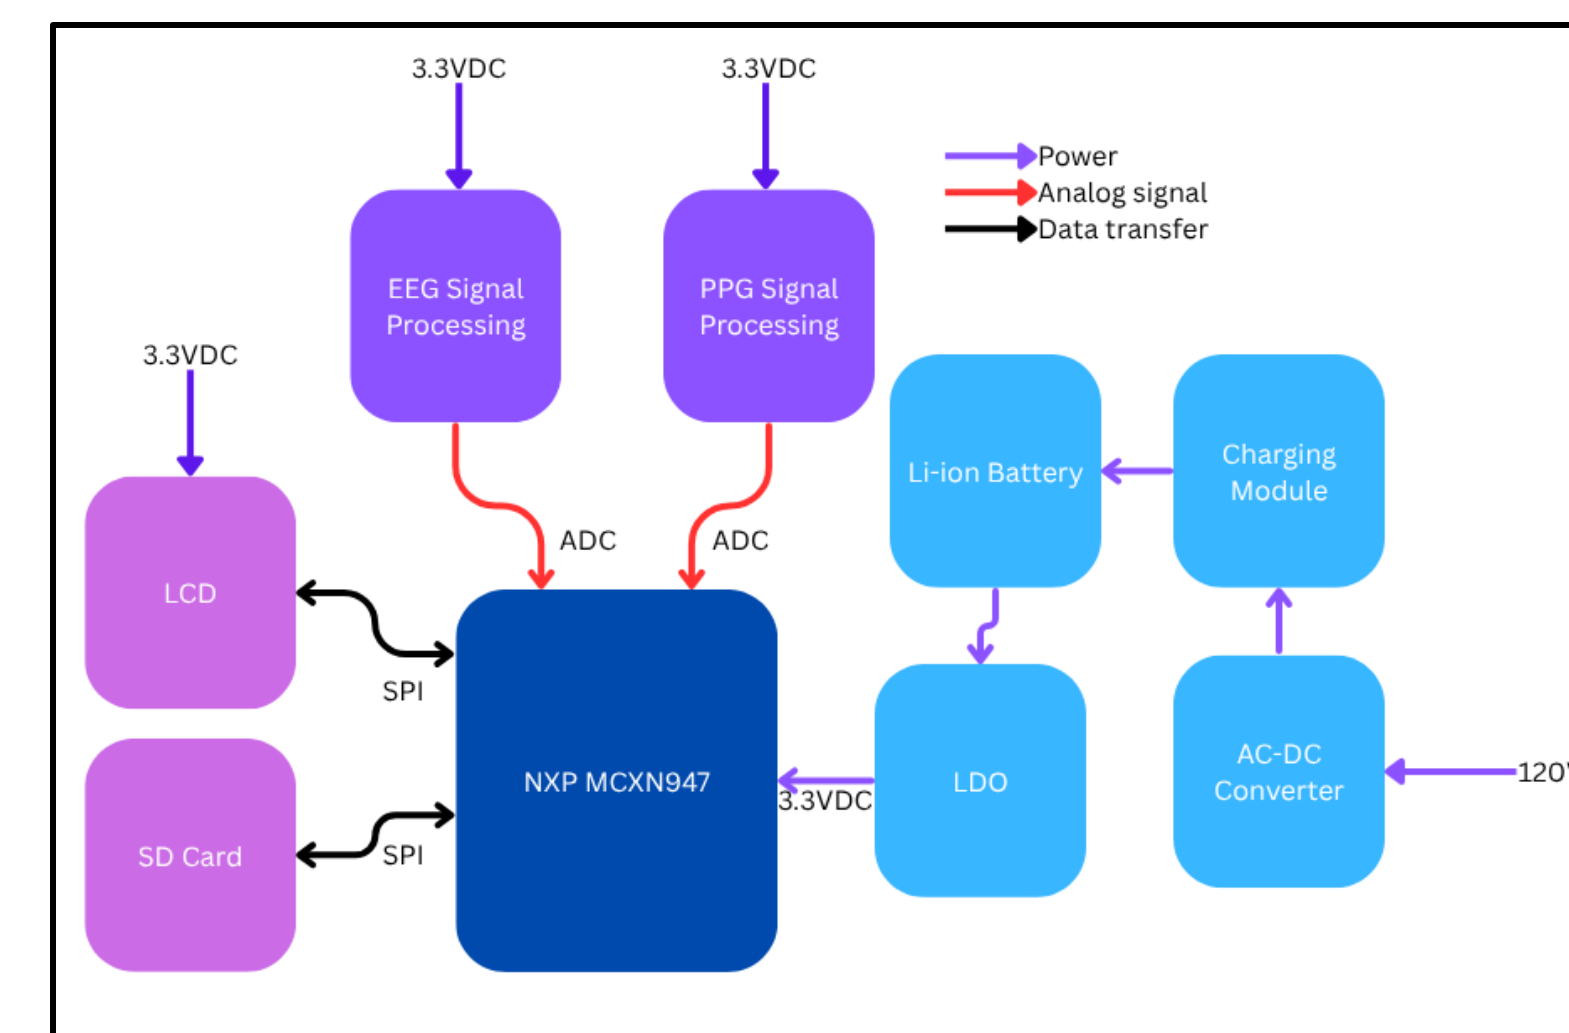 3.3VDC
3.3VDC
Power
Analog signal
Data transfer
EEG Signal
Processing
PPG Signal
Processing
3.3VDC
Li-ion Battery
Charging
Module
ADC
ADC
LCD
SPI
NXP MCXN947
3.3VDC
LDO
AC-DC
Converter
120
SD Card
SPI